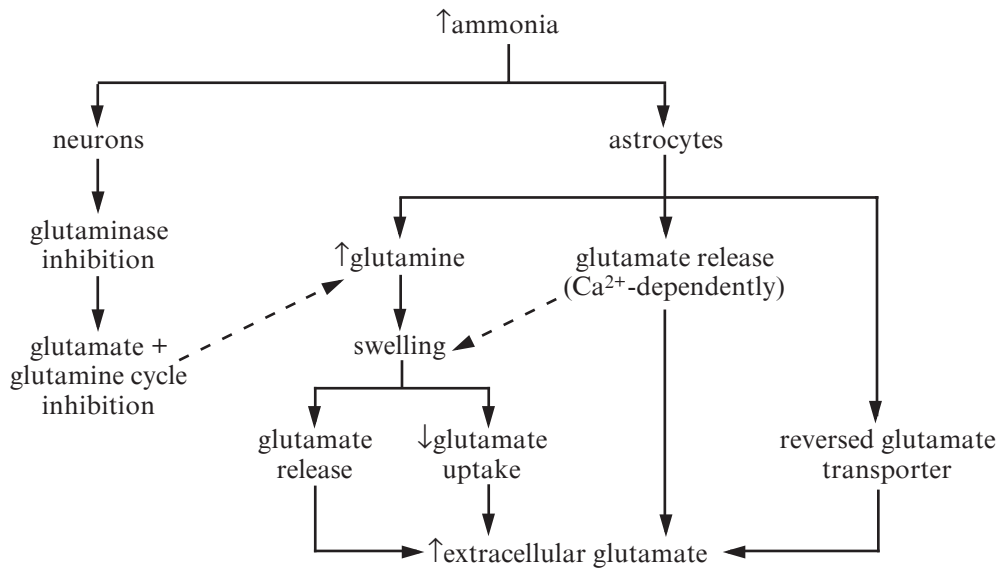 ↑ammonia
neurons
astrocytes
glutaminase
inhibition
↑glutamine
glutamate release
(Ca²⁺-dependently)
glutamate +
glutamine cycle
inhibition
swelling
glutamate
release
↓glutamate
uptake
reversed glutamate
transporter
↑extracellular glutamate